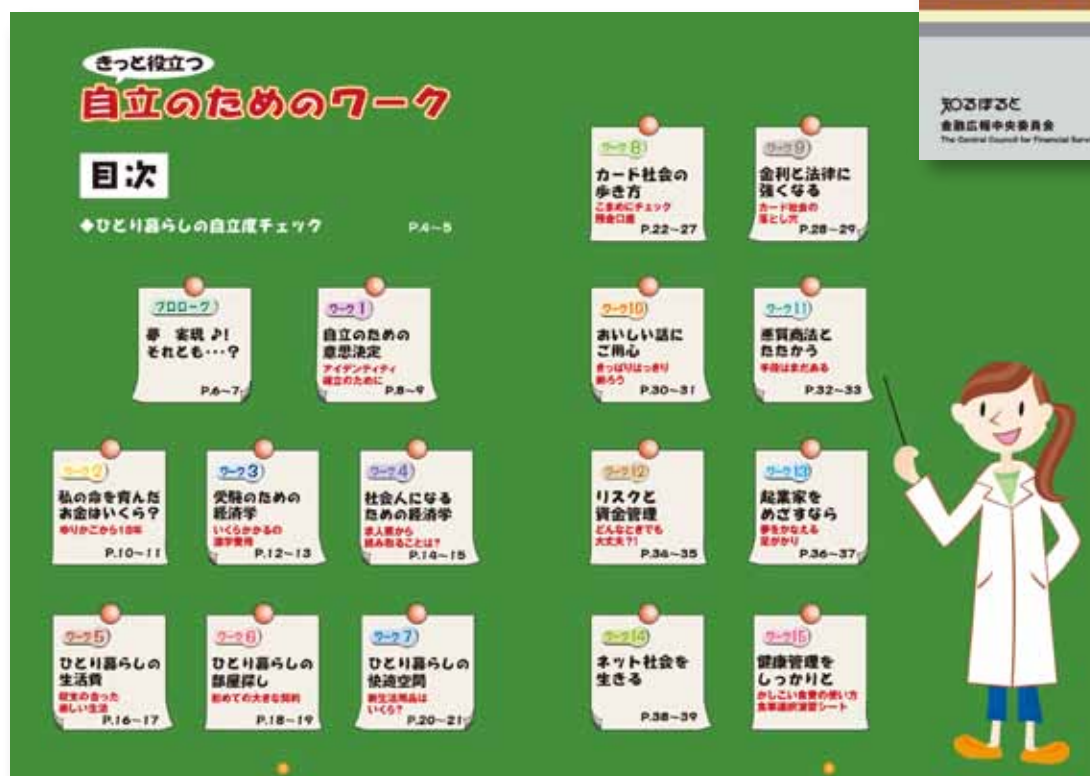 きっと役立つ
自立のためのワーク
目次
◆ひとり暮らしの自立度チェック P.4~5
プロローグ
夢 実現♪!
それとも…?
P.6~7
ワーク1
自立のための
意思決定
アイデンティティ
確立のために
P.8~9
ワーク2
私の命を育んだ
お金はいくら?
ゆりかごから18年
P.10~11
ワーク3
受験のための
経済学
いくらかかるの
進学費用
P.12~13
ワーク4
社会人になる
ための経済学
求人票から
読み取ることは?
P.14~15
ワーク5
ひとり暮らしの
生活費
収支の合った
楽しい生活
P.16~17
ワーク6
ひとり暮らしの
部屋探し
初めての大きな契約
P.18~19
ワーク7
ひとり暮らしの
快適空間
新生活用品は
いくら?
P.20~21
ワーク8
カード社会の
歩き方
こまめにチェック
預金口座
P.22~27
ワーク9
金利と法律に
強くなる
カード社会の
落とし穴
P.28~29
ワーク10
おいしい話に
ご用心
きっぱりはっきり
断ろう
P.30~31
ワーク11
悪質商法と
たたかう
手段はまだある
P.32~33
ワーク12
リスクと
資金管理
どんなときでも
大丈夫?!
P.34~35
ワーク13
起業家を
めざすなら
夢をかなえる
足がかり
P.36~37
ワーク14
ネット社会を
生きる
P.38~39
ワーク15
健康管理を
しっかりと
かしこい食費の使い方
食事選択演習シート
知るぽると
金融広報中央委員会
The Central Council for Financial Serv